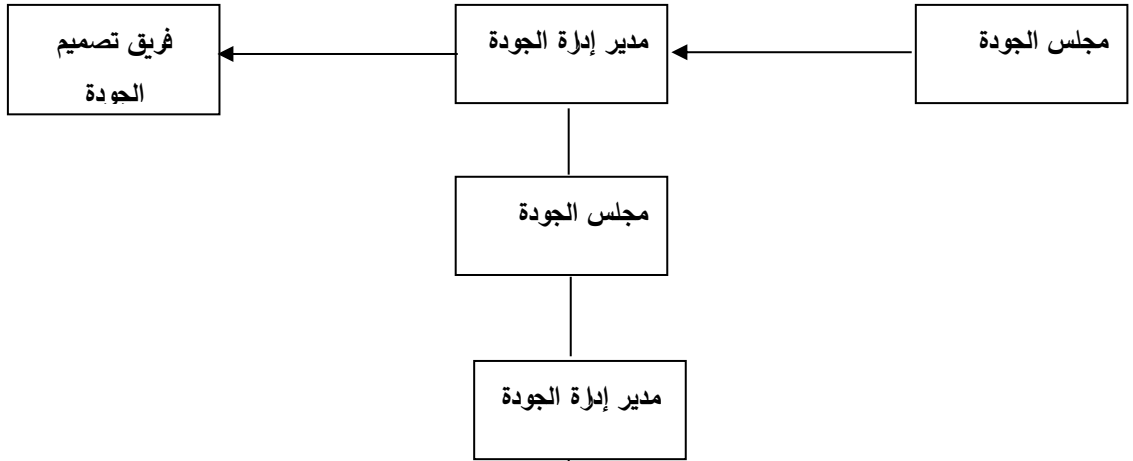 مجلس الجودة
مدير إدارة الجودة
فريق تصميم
الجودة
مجلس الجودة
مدير إدارة الجودة